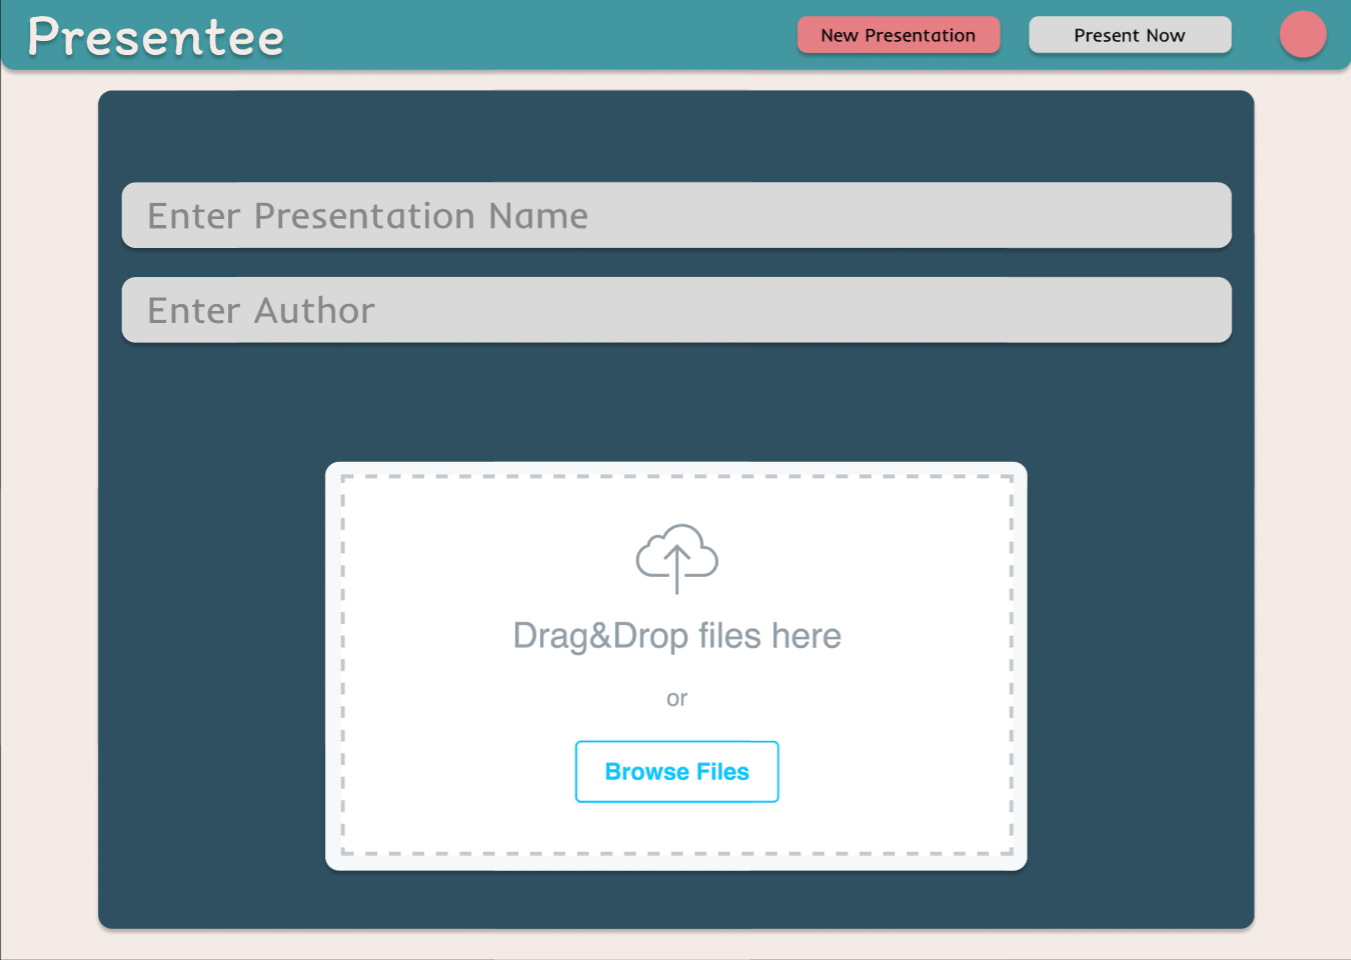 Presentee
New Presentation
Present Now
Enter Presentation Name
Enter Author
Drag&Drop files here
or
Browse Files